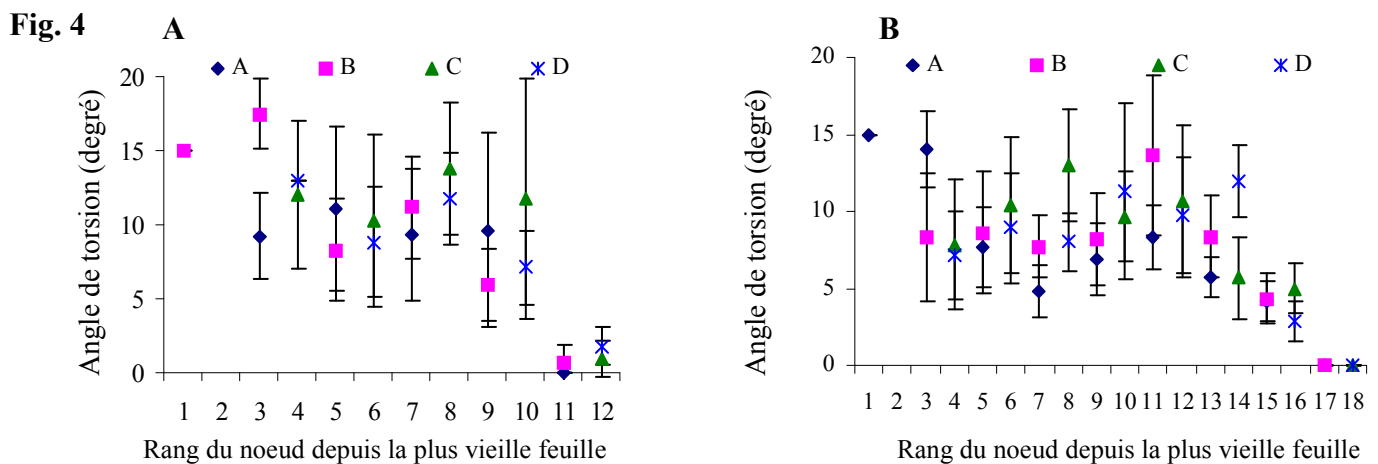 Fig. 4
A
A B C D
20
15
10
5
0
Angle de torsion (degré)
1 2 3 4 5 6 7 8 9 10 11 12
Rang du noeud depuis la plus vieille feuille
B
A B C D
20
15
10
5
0
Angle de torsion (degré)
1 2 3 4 5 6 7 8 9 10 11 12 13 14 15 16 17 18
Rang du noeud depuis la plus vieille feuille